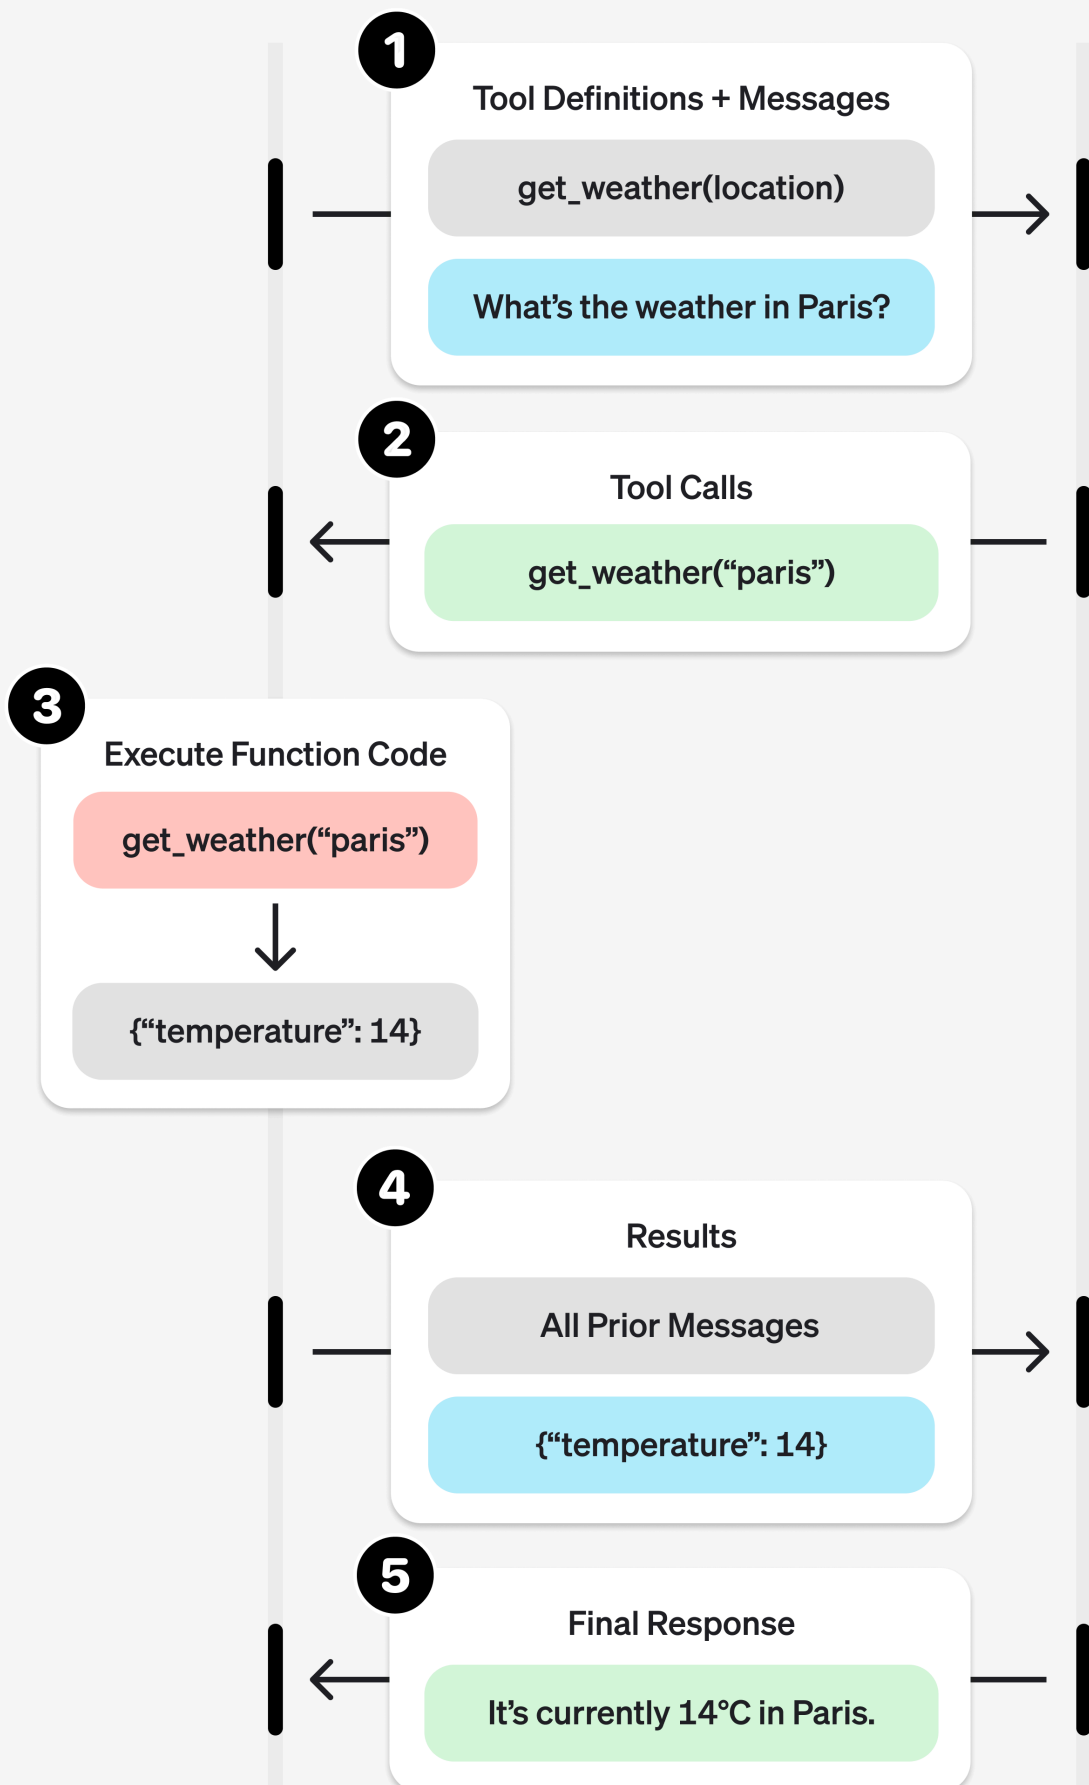 1
Tool Definitions + Messages
get_weather(location)
What’s the weather in Paris?
2
Tool Calls
get_weather(“paris”)
3
Execute Function Code
get_weather(“paris”)
{“temperature”: 14}
4
Results
All Prior Messages
{“temperature”: 14}
5
Final Response
It’s currently 14°C in Paris.